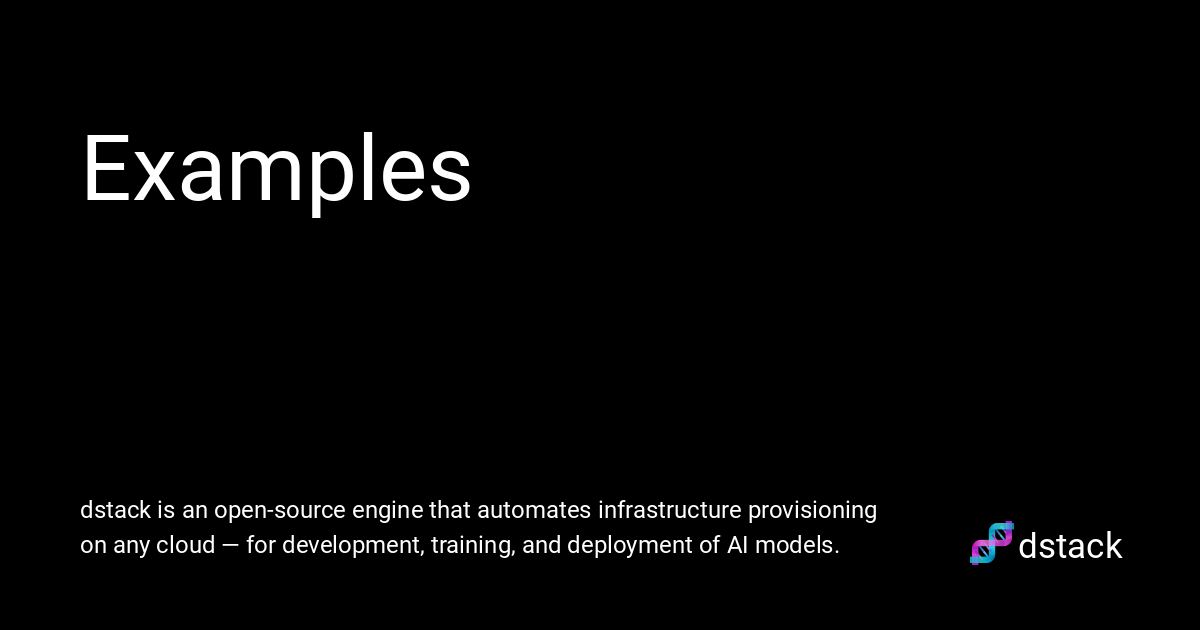 Examples
dstack is an open-source engine that automates infrastructure provisioning
on any cloud — for development, training, and deployment of AI models.
dstack